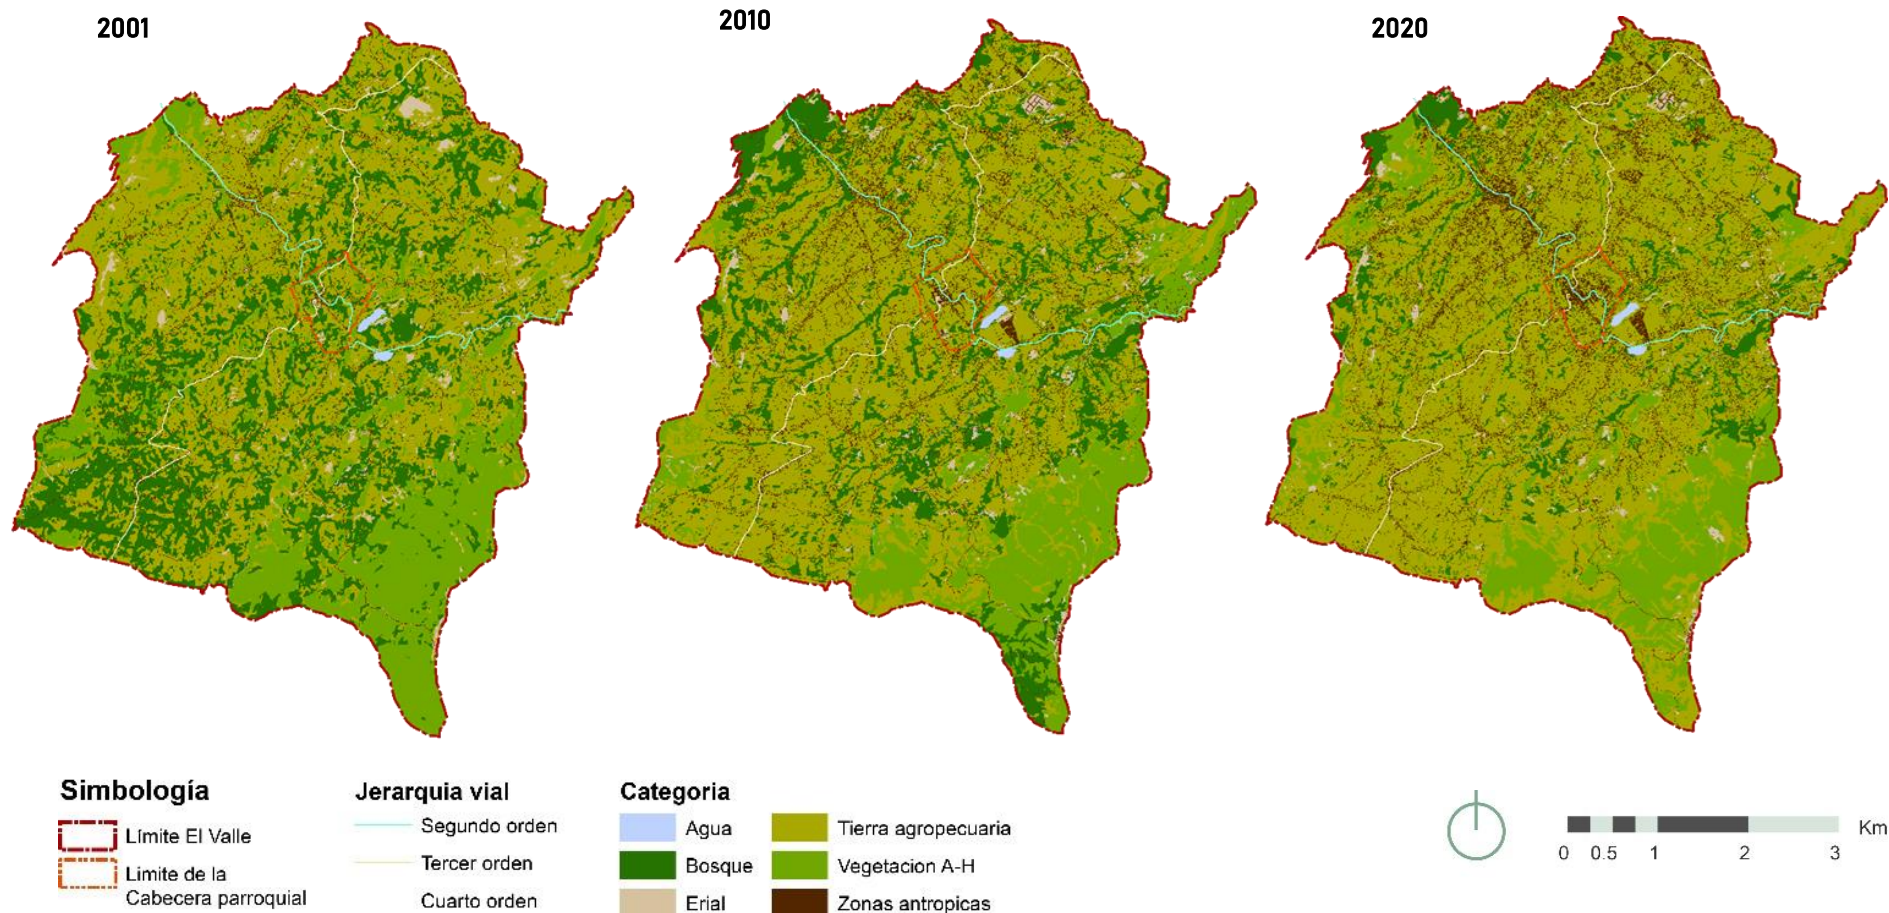 2001
2010
2020
Simbología
Límite El Valle
Limite de la
Cabecera parroquial
Jerarquia vial
Segundo orden
Tercer orden
Cuarto orden
Categoria
Agua
Bosque
Erial
Tierra agropecuaria
Vegetacion A-H
Zonas antropicas
Km
0 0.5 1 2 3